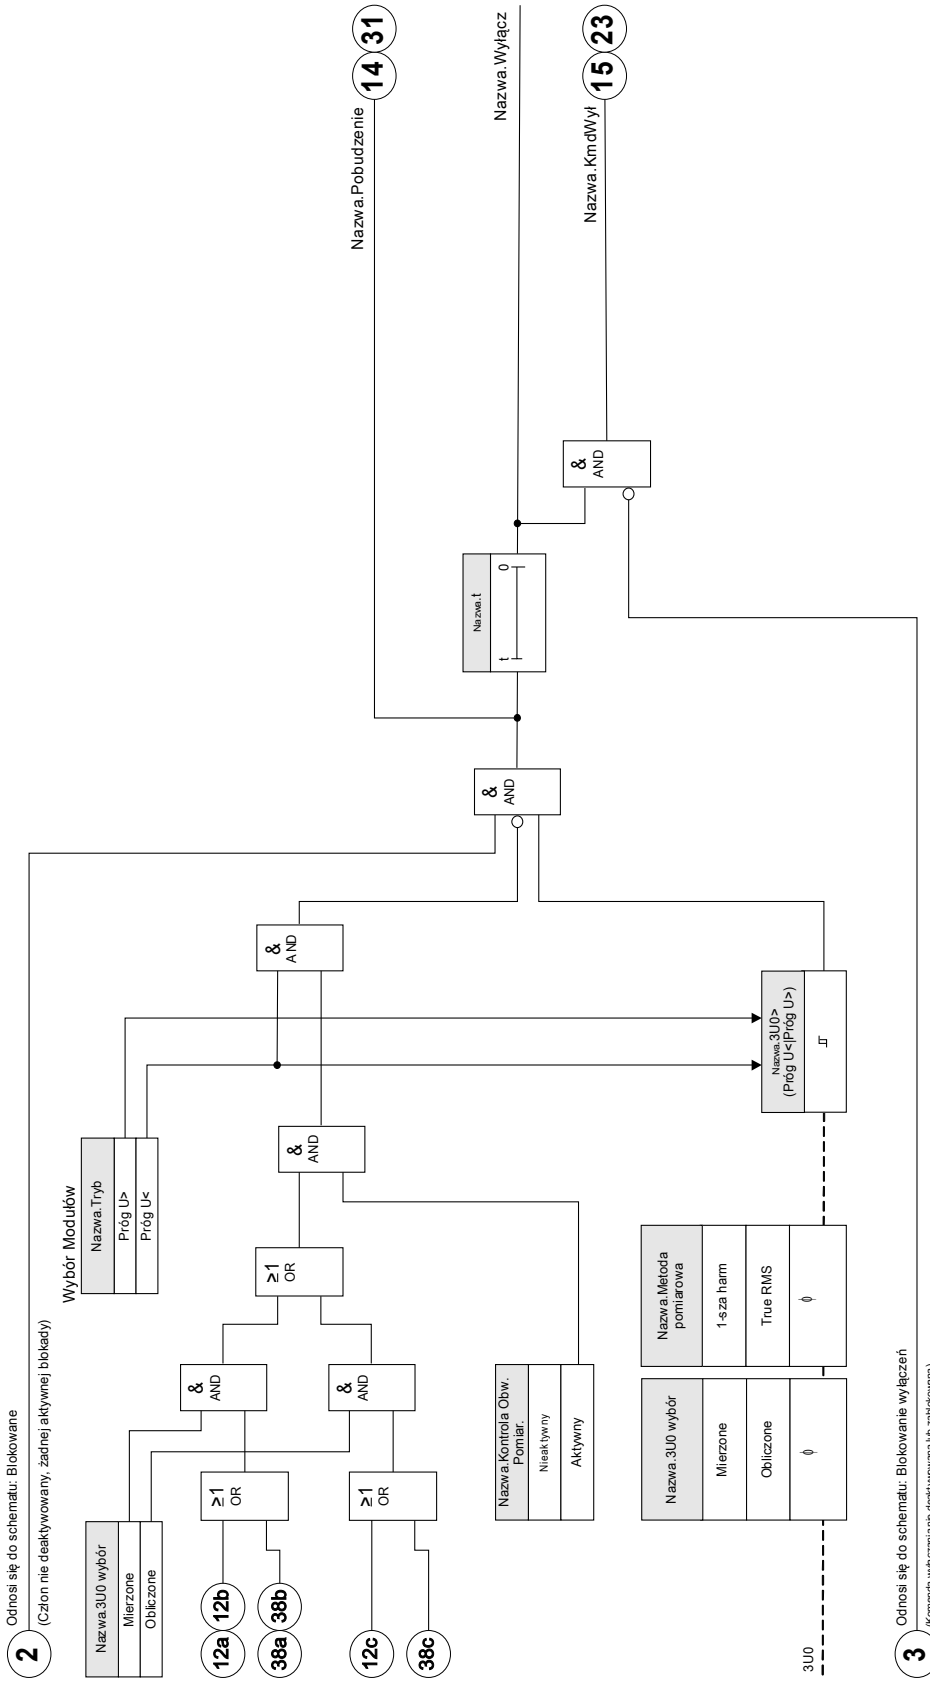 2
Odnosi się do schematu: Blokowane
(Człon nie deaktywowany, żadnej aktywnej blokady)
Wybór Modułów
Nazwa.Tryb
Próg U>
Próg U<
Nazwa.3U0 wybór
Mierzone
Obliczone
12a
12b
38a
38b
12c
38c
≥1
OR
≥1
OR
&
AND
&
AND
≥1
OR
&
AND
&
AND
&
AND
Nazwa.Kontrola Obw.
Pomiar.
Nieaktywny
Aktywny
Nazwa.3U0 wybór
Mierzone
Obliczone
ϕ
Nazwa.Metoda
pomiarowa
1-sza harm
True RMS
ϕ
3U0
Nazwa.3U0>
(Próg U<|Próg U>)
Nazwa.t
t
0
&
AND
Nazwa.Pobudzenie
14
31
Nazwa.Wyłącz
Nazwa.KmdWył
15
23
3
Odnosi się do schematu: Blokowanie wyłączeń